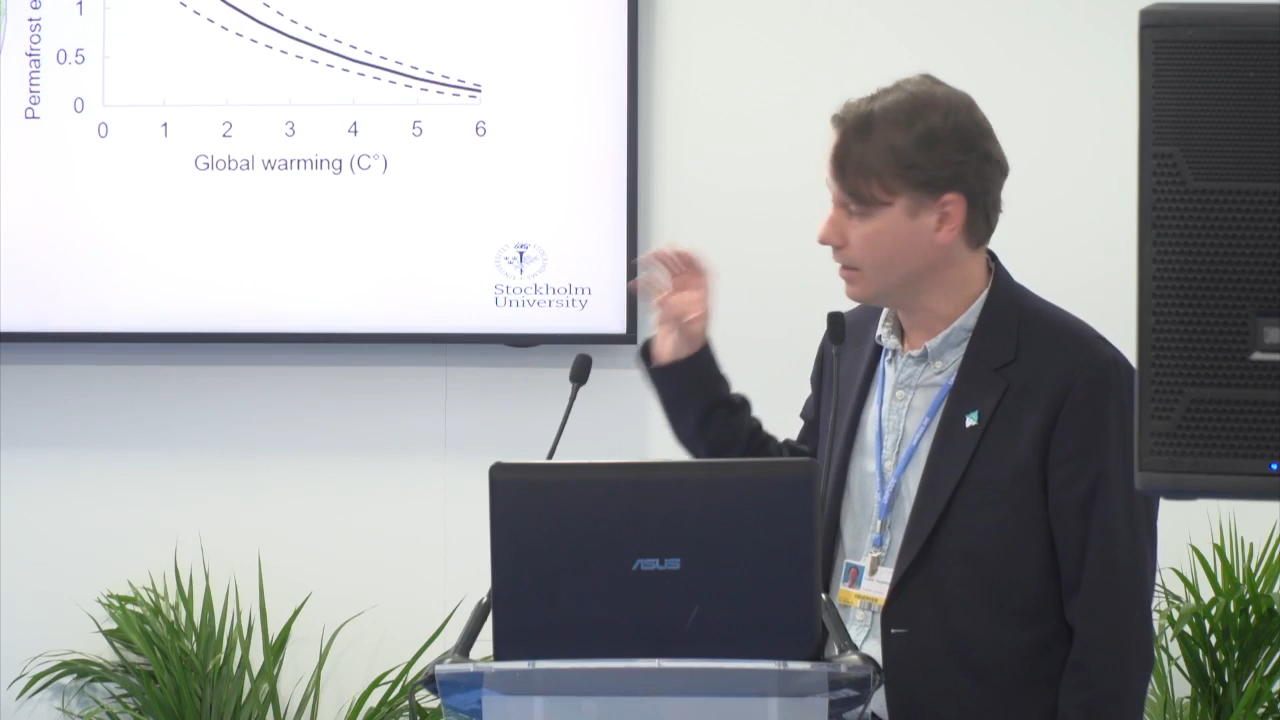 1
0.5
0
Permafrost e
0 1 2 3 4 5 6
Global warming (C°)
Stockholm
University
ASUS